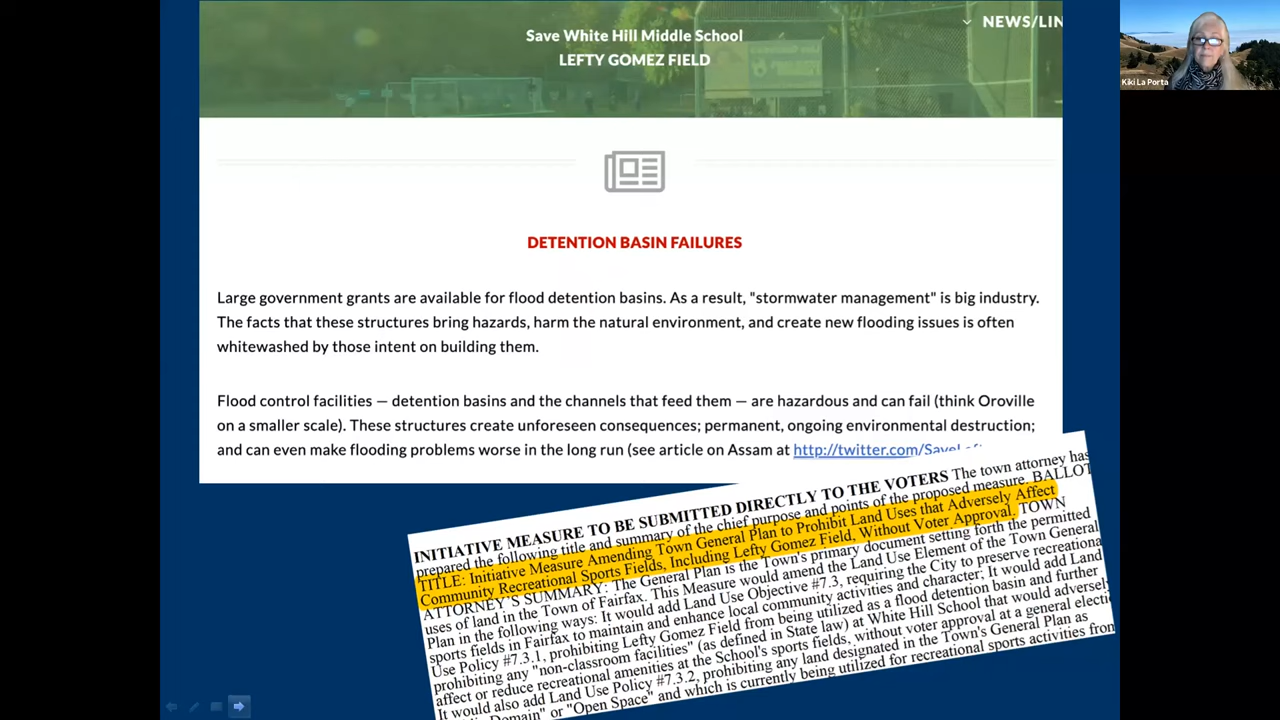 Save White Hill Middle School
LEFTY GOMEZ FIELD
NEWS/LIN
Kiki La Porta
DETENTION BASIN FAILURES
Large government grants are available for flood detention basins. As a result, "stormwater management" is big industry.
The facts that these structures bring hazards, harm the natural environment, and create new flooding issues is often
whitewashed by those intent on building them.
Flood control facilities — detention basins and the channels that feed them — are hazardous and can fail (think Oroville
on a smaller scale). These structures create unforeseen consequences; permanent, ongoing environmental destruction;
and can even make flooding problems worse in the long run (see article on Assam at http://twitter.com/SaveLeft
INITIATIVE MEASURE TO BE SUBMITTED DIRECTLY TO THE VOTERS The town attorney has
prepared the following title and summary of the chief purpose and points of the proposed measure. BALLOT
TITLE: Initiative Measure Amending Town General Plan to Prohibit Land Uses that Adversely Affect
Community Recreational Sports Fields, Including Lefty Gomez Field, Without Voter Approval. TOWN
ATTORNEY'S SUMMARY: The General Plan is the Town's primary document setting forth the permitted
uses of land in the Town of Fairfax. This Measure would amend the Land Use Element of the Town General
Plan in the following ways: It would add Land Use Objective #7.3, requiring the City to preserve recreationa
sports fields in Fairfax to maintain and enhance local community activities and character; It would add Land
Use Policy #7.3.1, prohibiting Lefty Gomez Field from being utilized as a flood detention basin and further
prohibiting any "non-classroom facilities" (as defined in State law) at White Hill School that would adversel
affect or reduce recreational amenities at the School's sports fields, without voter approval at a general electi
It would also add Land Use Policy #7.3.2, prohibiting any land designated in the Town's General Plan as
Domain" or "Open Space" and which is currently being utilized for recreational sports activities from